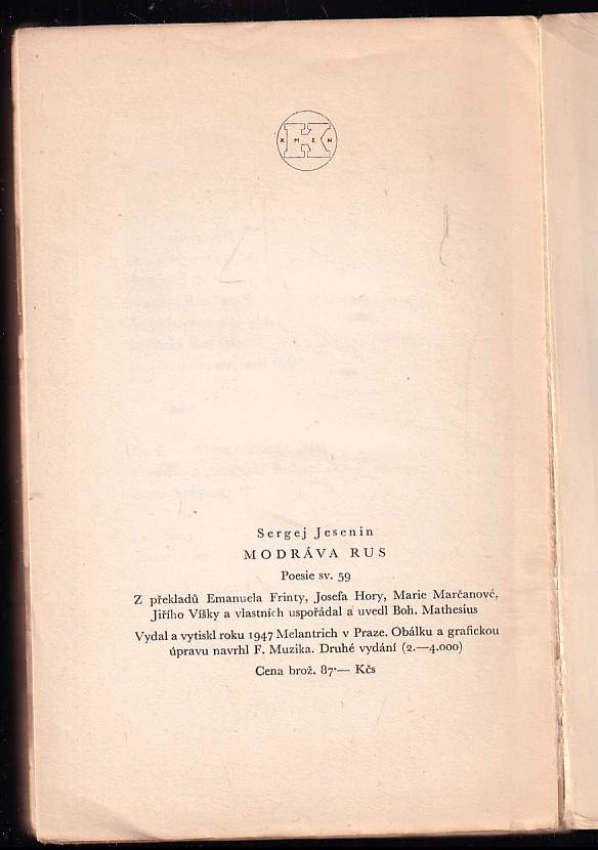 KMEN
Sergej Jesenin
MODRÁVA RUS
Poesie sv. 59
Z překladů Emanuela Frinty, Josefa Hory, Marie Marčanové,
Jiřího Víšky a vlastních uspořádal a uvedl Boh. Mathesius
Vydal a vytiskl roku 1947 Melantrich v Praze. Obálku a grafickou
úpravu navrhl F. Muzika. Druhé vydání (2.—4.000)
Cena brož. 87·— Kčs